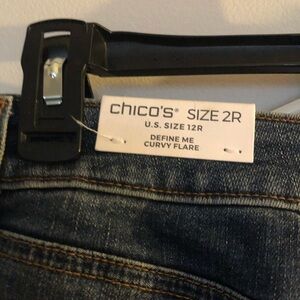 chico's® SIZE 2R
U.S. SIZE 12R
DEFINE ME
CURVY FLARE